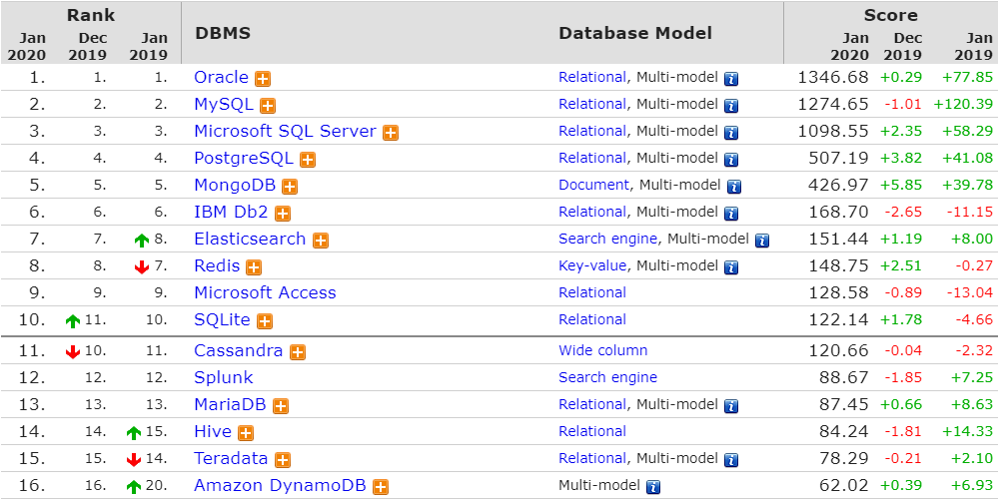 Rank DBMS Database Model Score
Jan 2020 Dec 2019 Jan 2019 Jan 2020 Dec 2019 Jan 2019
1. 1. 1. Oracle Relational, Multi-model 1346.68 +0.29 +77.85
2. 2. 2. MySQL Relational, Multi-model 1274.65 -1.01 +120.39
3. 3. 3. Microsoft SQL Server Relational, Multi-model 1098.55 +2.35 +58.29
4. 4. 4. PostgreSQL Relational, Multi-model 507.19 +3.82 +41.08
5. 5. 5. MongoDB Document, Multi-model 426.97 +5.85 +39.78
6. 6. 6. IBM Db2 Relational, Multi-model 168.70 -2.65 -11.15
7. 7. 8. Elasticsearch Search engine, Multi-model 151.44 +1.19 +8.00
8. 8. 7. Redis Key-value, Multi-model 148.75 +2.51 -0.27
9. 9. 9. Microsoft Access Relational 128.58 -0.89 -13.04
10. 11. 10. SQLite Relational 122.14 +1.78 -4.66
11. 10. 11. Cassandra Wide column 120.66 -0.04 -2.32
12. 12. 12. Splunk Search engine 88.67 -1.85 +7.25
13. 13. 13. MariaDB Relational, Multi-model 87.45 +0.66 +8.63
14. 14. 15. Hive Relational 84.24 -1.81 +14.33
15. 15. 14. Teradata Relational, Multi-model 78.29 -0.21 +2.10
16. 16. 20. Amazon DynamoDB Multi-model 62.02 +0.39 +6.93